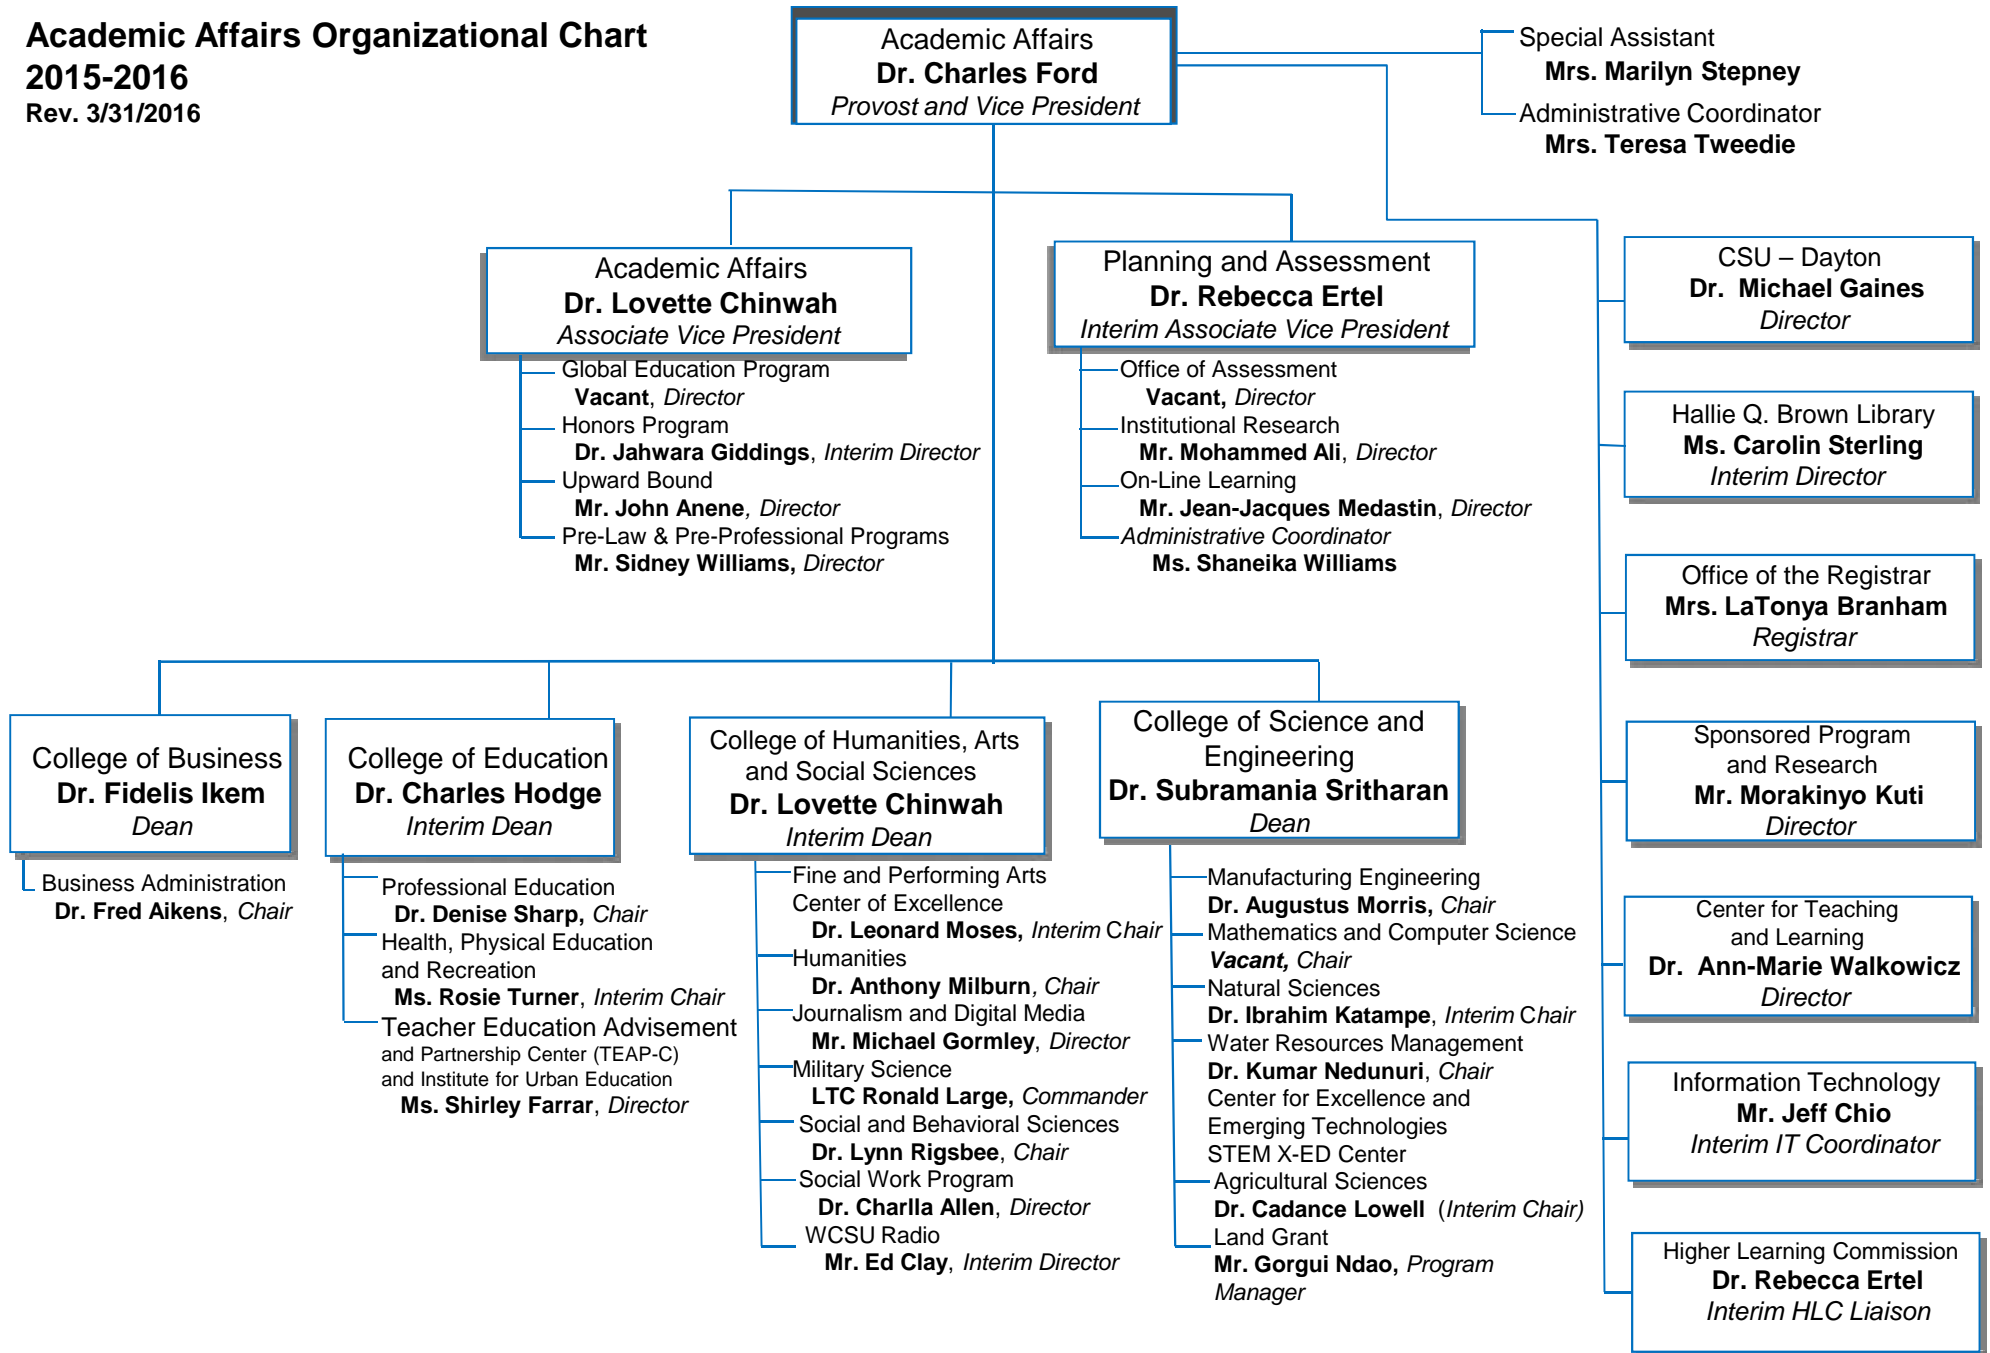 Academic Affairs Organizational Chart
2015-2016
Rev. 3/31/2016
Academic Affairs
Dr. Charles Ford
Provost and Vice President
Special Assistant
Mrs. Marilyn Stepney
Administrative Coordinator
Mrs. Teresa Tweedie
Academic Affairs
Dr. Lovette Chinwah
Associate Vice President
Global Education Program
Vacant, Director
Honors Program
Dr. Jahwara Giddings, Interim Director
Upward Bound
Mr. John Anene, Director
Pre-Law & Pre-Professional Programs
Mr. Sidney Williams, Director
Planning and Assessment
Dr. Rebecca Ertel
Interim Associate Vice President
Office of Assessment
Vacant, Director
Institutional Research
Mr. Mohammed Ali, Director
On-Line Learning
Mr. Jean-Jacques Medastin, Director
Administrative Coordinator
Ms. Shaneika Williams
CSU – Dayton
Dr. Michael Gaines
Director
Hallie Q. Brown Library
Ms. Carolin Sterling
Interim Director
Office of the Registrar
Mrs. LaTonya Branham
Registrar
Sponsored Program
and Research
Mr. Morakinyo Kuti
Director
Center for Teaching
and Learning
Dr. Ann-Marie Walkowicz
Director
Information Technology
Mr. Jeff Chio
Interim IT Coordinator
Higher Learning Commission
Dr. Rebecca Ertel
Interim HLC Liaison
College of Business
Dr. Fidelis Ikem
Dean
Business Administration
Dr. Fred Aikens, Chair
College of Education
Dr. Charles Hodge
Interim Dean
Professional Education
Dr. Denise Sharp, Chair
Health, Physical Education
and Recreation
Ms. Rosie Turner, Interim Chair
Teacher Education Advisement
and Partnership Center (TEAP-C)
and Institute for Urban Education
Ms. Shirley Farrar, Director
College of Humanities, Arts
and Social Sciences
Dr. Lovette Chinwah
Interim Dean
Fine and Performing Arts
Center of Excellence
Dr. Leonard Moses, Interim Chair
Humanities
Dr. Anthony Milburn, Chair
Journalism and Digital Media
Mr. Michael Gormley, Director
Military Science
LTC Ronald Large, Commander
Social and Behavioral Sciences
Dr. Lynn Rigsbee, Chair
Social Work Program
Dr. Charlla Allen, Director
WCSU Radio
Mr. Ed Clay, Interim Director
College of Science and
Engineering
Dr. Subramania Sritharan
Dean
Manufacturing Engineering
Dr. Augustus Morris, Chair
Mathematics and Computer Science
Vacant, Chair
Natural Sciences
Dr. Ibrahim Katampe, Interim Chair
Water Resources Management
Dr. Kumar Nedunuri, Chair
Center for Excellence and
Emerging Technologies
STEM X-ED Center
Agricultural Sciences
Dr. Cadance Lowell (Interim Chair)
Land Grant
Mr. Gorgui Ndao, Program
Manager